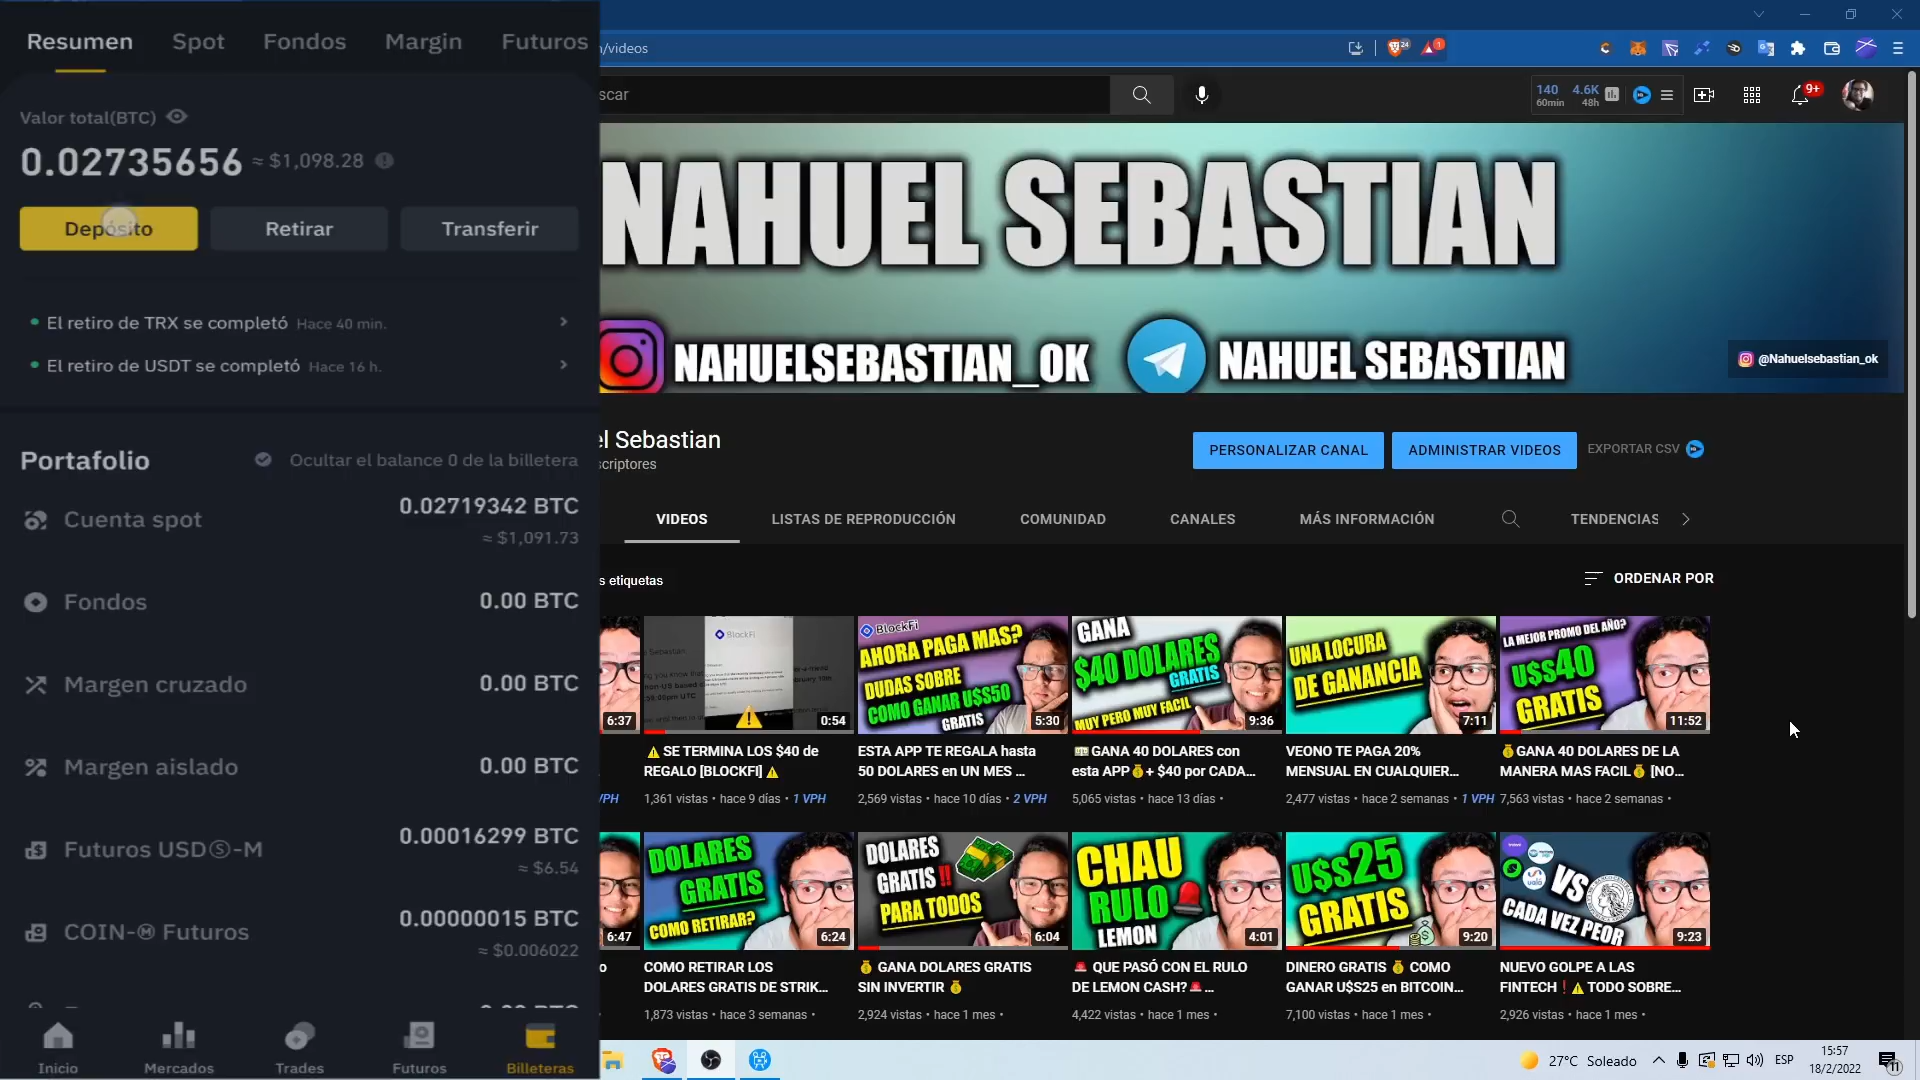 Resumen Spot Fondos Margin Futuros
Valor total(BTC)
0.02735656 ≈ $1,098.28
Depósito Retirar Transferir
El retiro de TRX se completó Hace 40 min.
El retiro de USDT se completó Hace 16 h.
Portafolio Ocultar el balance 0 de la billetera
Cuenta spot 0.02719342 BTC
≈ $1,091.73
Fondos 0.00 BTC
Margen cruzado 0.00 BTC
Margen aislado 0.00 BTC
Futuros USDⓈ-M 0.00016299 BTC
≈ $6.54
COIN-Ⓜ Futuros 0.00000015 BTC
≈ $0.006022
Inicio Mercados Trades Futuros Billeteras
/videos
24 1
scar
140 4.6K
60min 48h
9+
NAHUEL SEBASTIAN
NAHUELSEBASTIAN_OK NAHUEL SEBASTIAN
@Nahuelsebastian_ok
el Sebastian
scriptores
PERSONALIZAR CANAL ADMINISTRAR VIDEOS EXPORTAR CSV
VIDEOS LISTAS DE REPRODUCCIÓN COMUNIDAD CANALES MÁS INFORMACIÓN TENDENCIAS
s etiquetas
ORDENAR POR
6:37
VPH
BlockFi
0:54
⚠️SE TERMINA LOS $40 de
REGALO [BLOCKFI] ⚠️
1,361 vistas • hace 9 días • 1 VPH
BlockFi
AHORA PAGA MAS?
DUDAS SOBRE
COMO GANAR U$S50
GRATIS
5:30
ESTA APP TE REGALA hasta
50 DOLARES en UN MES ...
2,569 vistas • hace 10 días • 2 VPH
GANA
$40 DOLARES
GRATIS
MUY PERO MUY FACIL
9:36
💵GANA 40 DOLARES con
esta APP💰+ $40 por CADA...
5,065 vistas • hace 13 días •
UNA LOCURA
DE GANANCIA
7:11
VEONO TE PAGA 20%
MENSUAL EN CUALQUIER...
2,477 vistas • hace 2 semanas • 1 VPH
LA MEJOR PROMO DEL AÑO?
U$S40
GRATIS
11:52
💰GANA 40 DOLARES DE LA
MANERA MAS FACIL💰 [NO...
7,563 vistas • hace 2 semanas •
6:47
o
DOLARES
GRATIS
COMO RETIRAR?
6:24
COMO RETIRAR LOS
DOLARES GRATIS DE STRIK...
1,873 vistas • hace 3 semanas •
DOLARES
GRATIS‼
PARA TODOS
6:04
💰 GANA DOLARES GRATIS
SIN INVERTIR 💰
2,924 vistas • hace 1 mes •
CHAU
RULO
LEMON
4:01
🚨 QUE PASÓ CON EL RULO
DE LEMON CASH?🚨...
4,422 vistas • hace 1 mes •
U$S25
GRATIS
9:20
DINERO GRATIS 💰 COMO
GANAR U$S25 en BITCOIN...
7,100 vistas • hace 1 mes •
ualá
VS
CADA VEZ PEOR
9:23
NUEVO GOLPE A LAS
FINTECH❗⚠️ TODO SOBRE...
2,926 vistas • hace 1 mes •
27°C Soleado ESP 15:57
18/2/2022
11